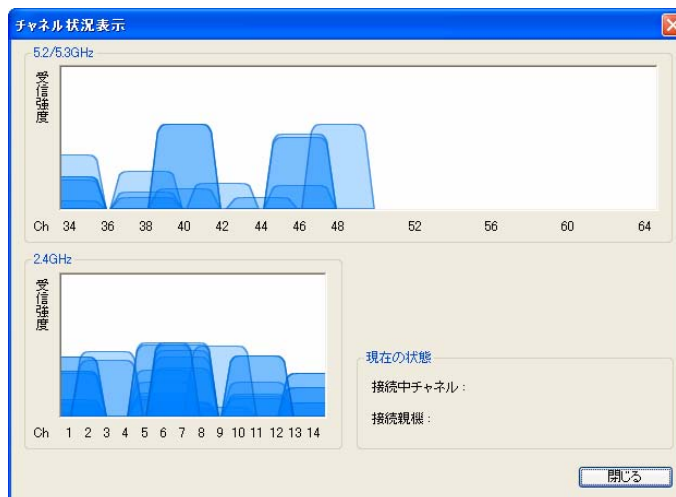 チャネル状況表示
5.2/5.3GHz
受信強度
Ch 34 36 38 40 42 44 46 48 52 56 60 64
2.4GHz
受信強度
Ch 1 2 3 4 5 6 7 8 9 10 11 12 13 14
現在の状態
接続中チャネル：
接続親機：
閉じる